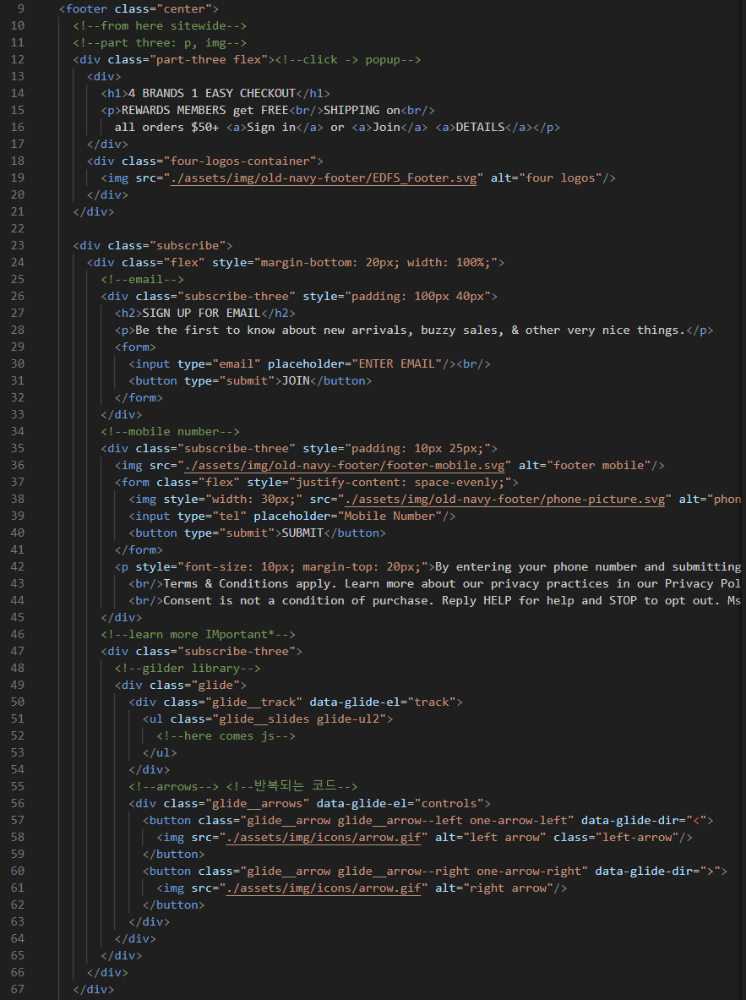 9 <footer class="center">
10 <!--from here sitewide-->
11 <!--part three: p, img-->
12 <div class="part-three flex"><!--click -> popup-->
13 <div>
14 <h1>4 BRANDS 1 EASY CHECKOUT</h1>
15 <p>REWARDS MEMBERS get FREE<br/>SHIPPING on<br/>
16 all orders $50+ <a>Sign in</a> or <a>Join</a> <a>DETAILS</a></p>
17 </div>
18 <div class="four-logos-container">
19 <img src="./assets/img/old-navy-footer/EDFS_Footer.svg" alt="four logos"/>
20 </div>
21 </div>
22
23 <div class="subscribe">
24 <div class="flex" style="margin-bottom: 20px; width: 100%;">
25 <!--email-->
26 <div class="subscribe-three" style="padding: 100px 40px">
27 <h2>SIGN UP FOR EMAIL</h2>
28 <p>Be the first to know about new arrivals, buzzy sales, & other very nice things.</p>
29 <form>
30 <input type="email" placeholder="ENTER EMAIL"/><br/>
31 <button type="submit">JOIN</button>
32 </form>
33 </div>
34 <!--mobile number-->
35 <div class="subscribe-three" style="padding: 10px 25px;">
36 <img src="./assets/img/old-navy-footer/footer-mobile.svg" alt="footer mobile"/>
37 <form class="flex" style="justify-content: space-evenly;">
38 <img style="width: 30px;" src="./assets/img/old-navy-footer/phone-picture.svg" alt="phon
39 <input type="tel" placeholder="Mobile Number"/>
40 <button type="submit">SUBMIT</button>
41 </form>
42 <p style="font-size: 10px; margin-top: 20px;">By entering your phone number and submitting
43 <br/>Terms & Conditions apply. Learn more about our privacy practices in our Privacy Pol
44 <br/>Consent is not a condition of purchase. Reply HELP for help and STOP to opt out. Ms
45 </div>
46 <!--learn more IMportant*-->
47 <div class="subscribe-three">
48 <!--gilder library-->
49 <div class="glide">
50 <div class="glide__track" data-glide-el="track">
51 <ul class="glide__slides glide-ul2">
52 <!--here comes js-->
53 </ul>
54 </div>
55 <!--arrows--> <!--반복되는 코드-->
56 <div class="glide__arrows" data-glide-el="controls">
57 <button class="glide__arrow glide__arrow--left one-arrow-left" data-glide-dir="<">
58 <img src="./assets/img/icons/arrow.gif" alt="left arrow" class="left-arrow"/>
59 </button>
60 <button class="glide__arrow glide__arrow--right one-arrow-right" data-glide-dir=">">
61 <img src="./assets/img/icons/arrow.gif" alt="right arrow"/>
62 </button>
63 </div>
64 </div>
65 </div>
66 </div>
67 </div>